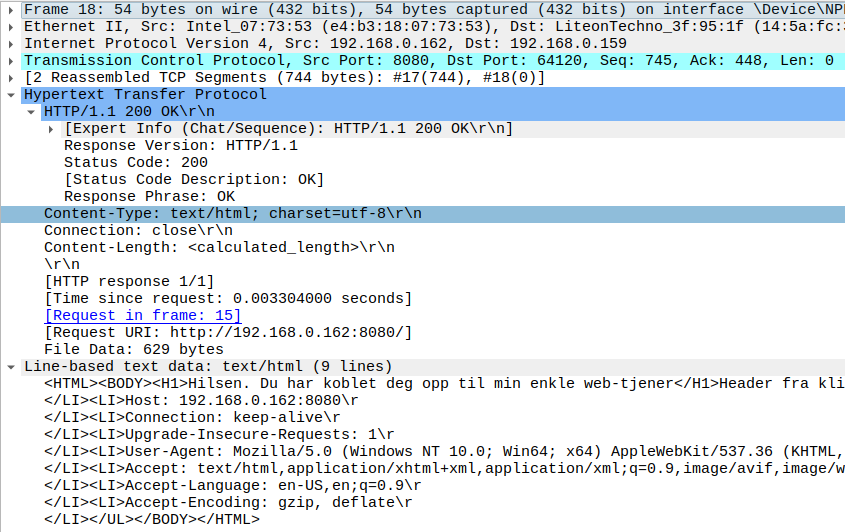 Frame 18: 54 bytes on wire (432 bits), 54 bytes captured (432 bits) on interface \Device\NP
Ethernet II, Src: Intel_07:73:53 (e4:b3:18:07:73:53), Dst: LiteonTechno_3f:95:1f (14:5a:fc:
Internet Protocol Version 4, Src: 192.168.0.162, Dst: 192.168.0.159
Transmission Control Protocol, Src Port: 8080, Dst Port: 64120, Seq: 745, Ack: 448, Len: 0
[2 Reassembled TCP Segments (744 bytes): #17(744), #18(0)]
Hypertext Transfer Protocol
HTTP/1.1 200 OK\r\n
[Expert Info (Chat/Sequence): HTTP/1.1 200 OK\r\n]
Response Version: HTTP/1.1
Status Code: 200
[Status Code Description: OK]
Response Phrase: OK
Content-Type: text/html; charset=utf-8\r\n
Connection: close\r\n
Content-Length: <calculated_length>\r\n
\r\n
[HTTP response 1/1]
[Time since request: 0.003304000 seconds]
[Request in frame: 15]
[Request URI: http://192.168.0.162:8080/]
File Data: 629 bytes
Line-based text data: text/html (9 lines)
<HTML><BODY><H1>Hilsen. Du har koblet deg opp til min enkle web-tjener</H1>Header fra kli
</LI><LI>Host: 192.168.0.162:8080\r
</LI><LI>Connection: keep-alive\r
</LI><LI>Upgrade-Insecure-Requests: 1\r
</LI><LI>User-Agent: Mozilla/5.0 (Windows NT 10.0; Win64; x64) AppleWebKit/537.36 (KHTML,
</LI><LI>Accept: text/html,application/xhtml+xml,application/xml;q=0.9,image/avif,image/w
</LI><LI>Accept-Language: en-US,en;q=0.9\r
</LI><LI>Accept-Encoding: gzip, deflate\r
</LI></UL></BODY></HTML>